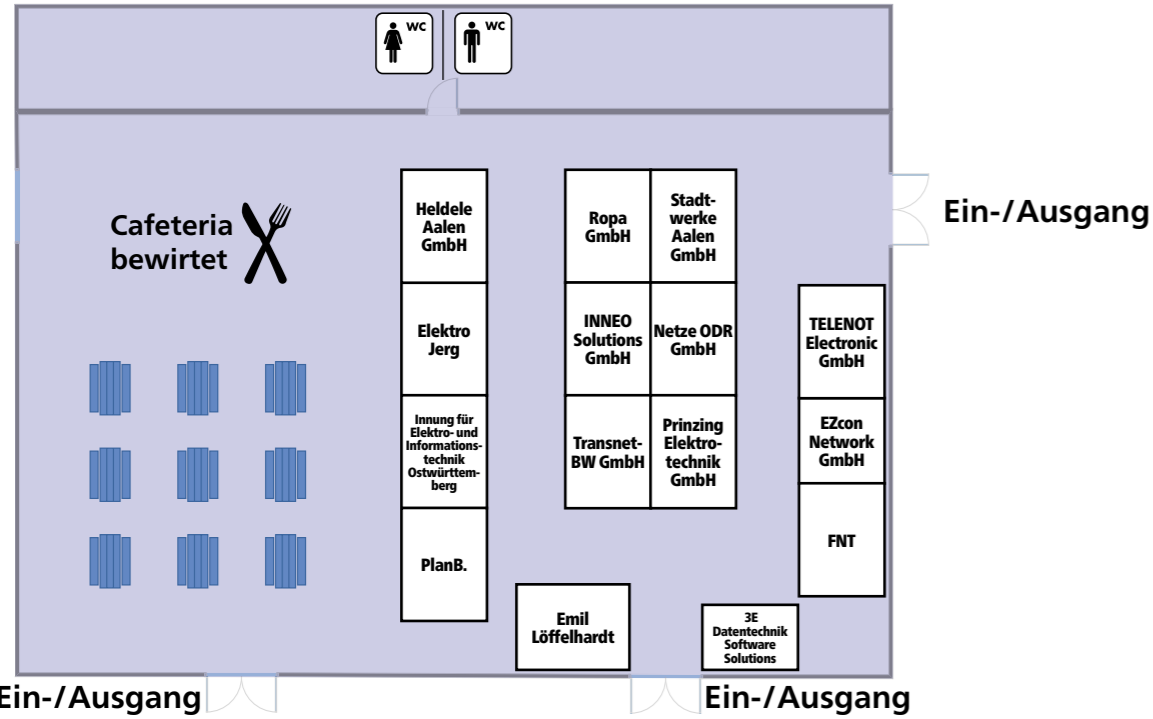 WC
WC
Cafeteria
bewirtet
Heldele
Aalen
GmbH
Ropa
GmbH
Stadt-
werke
Aalen
GmbH
Ein-/Ausgang
Elektro
Jerg
INNEO
Solutions
GmbH
Netze ODR
GmbH
TELENOT
Electronic
GmbH
Innung für
Elektro- und
Informations-
technik
Ostwürttem-
berg
Transnet-
BW GmbH
Prinzing
Elektro-
technik
GmbH
EZcon
Network
GmbH
PlanB.
FNT
Emil
Löffelhardt
3E
Datentechnik
Software
Solutions
Ein-/Ausgang
Ein-/Ausgang